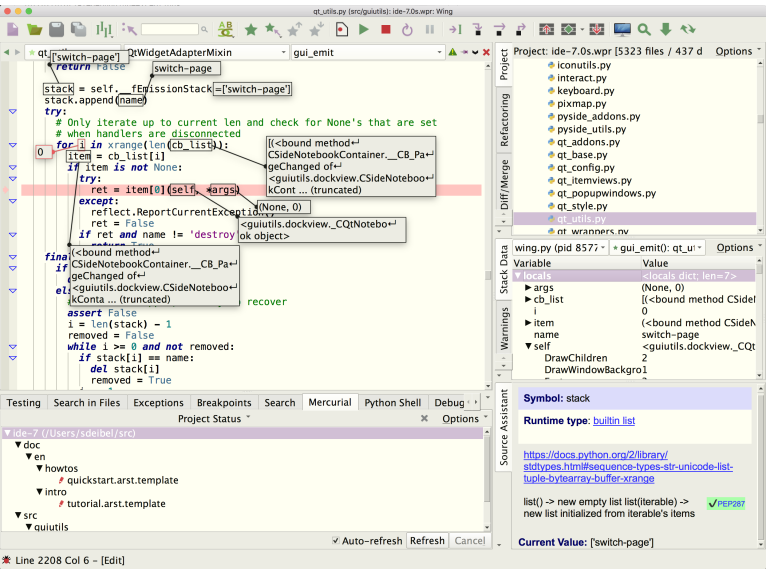 qt_utils.py (src/guiutils): ide-7.0s.wpr: Wing
QtWidgetAdapterMixin
gui_emit
['switch-page']
return False
switch-page
stack = self.__fEmissionStack
=['switch-page']
stack.append(name)
try:
# Only iterate up to current len and check for None's that are set
# when handlers are disconnected
for i in xrange(len(cb_list)):
0
item = cb_list[i]
[(<bound method↵
CSideNotebookContainer.__CB_Pa↵
geChanged of↵
<guiutils.dockview.CSideNotebo↵
kCont ... (truncated)
if item is not None:
try:
ret = item[0](self, *args)
(None, 0)
except:
reflect.ReportCurrentException()
ret = False
<guiutils.dockview._CQtNotebo↵
ok object>
if ret and name != 'destroy
return True
(<bound method↵
CSideNotebookContainer.__CB_Pa↵
geChanged of↵
<guiutils.dockview.CSideNotebo↵
kConta ... (truncated)
recover
assert False
i = len(stack) - 1
removed = False
while i >= 0 and not removed:
if stack[i] == name:
del stack[i]
removed = True
Testing Search in Files Exceptions Breakpoints Search Mercurial Python Shell Debug
Project Status
Options
ide-7 (/Users/sdeibel/src)
doc
en
howtos
quickstart.arst.template
intro
tutorial.arst.template
src
guiutils
Auto-refresh Refresh Cancel
Line 2208 Col 6 - [Edit]
Project
Refactoring
Diff/Merge
Project: ide-7.0s.wpr [5323 files / 437 d
Options
iconutils.py
interact.py
keyboard.py
pixmap.py
pyside_addons.py
pyside_utils.py
qt_addons.py
qt_base.py
qt_config.py
qt_itemviews.py
qt_popupwindows.py
qt_style.py
qt_utils.py
qt_wrappers.py
Stack Data
Warnings
wing.py (pid 8577
gui_emit(): qt_u
Options
Variable Value
locals <locals dict; len=7>
args (None, 0)
cb_list [(<bound method CSideN
i 0
item (<bound method CSideN
name switch-page
self <guiutils.dockview._CQt
DrawChildren 2
DrawWindowBackgro 1
Source Assistant
Symbol: stack
Runtime type: builtin list
https://docs.python.org/2/library/
stdtypes.html#sequence-types-str-unicode-list-
tuple-bytearray-buffer-xrange
list() -> new empty list list(iterable) ->
new list initialized from iterable's items
✓PEP287
Current Value: ['switch-page']